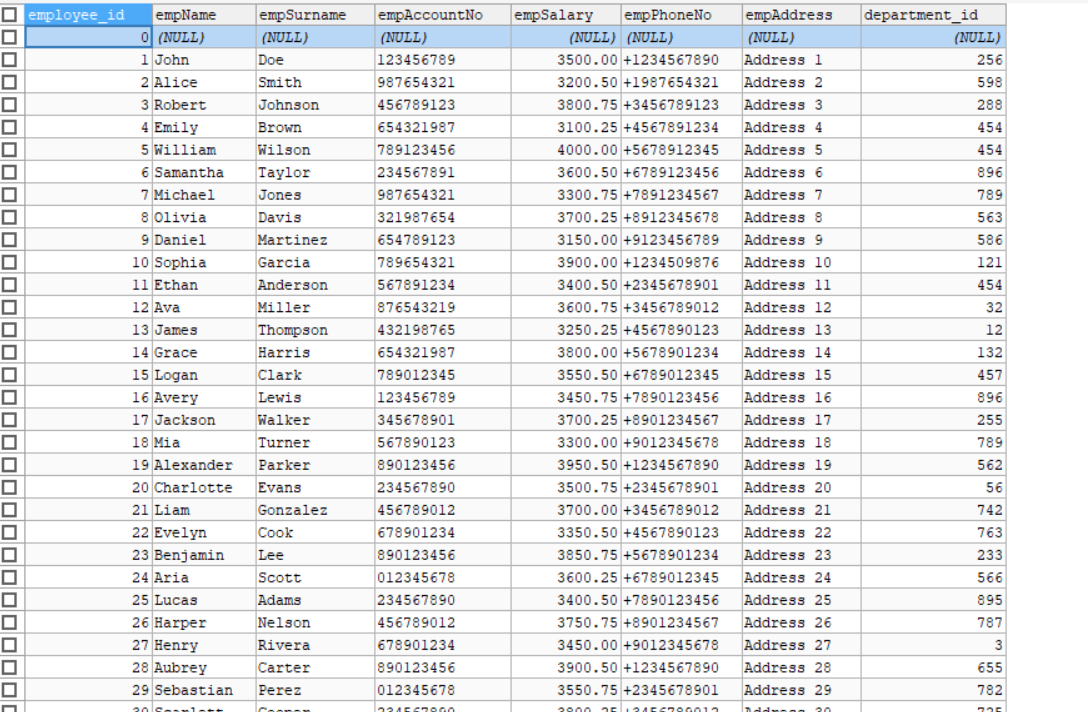 employee_id empName empSurname empAccountNo empSalary empPhoneNo empAddress department_id
0 (NULL) (NULL) (NULL) (NULL) (NULL) (NULL) (NULL)
1 John Doe 123456789 3500.00 +1234567890 Address 1 256
2 Alice Smith 987654321 3200.50 +1987654321 Address 2 598
3 Robert Johnson 456789123 3800.75 +3456789123 Address 3 288
4 Emily Brown 654321987 3100.25 +4567891234 Address 4 454
5 William Wilson 789123456 4000.00 +5678912345 Address 5 454
6 Samantha Taylor 234567891 3600.50 +6789123456 Address 6 896
7 Michael Jones 987654321 3300.75 +7891234567 Address 7 789
8 Olivia Davis 321987654 3700.25 +8912345678 Address 8 563
9 Daniel Martinez 654789123 3150.00 +9123456789 Address 9 586
10 Sophia Garcia 789654321 3900.00 +1234509876 Address 10 121
11 Ethan Anderson 567891234 3400.50 +2345678901 Address 11 454
12 Ava Miller 876543219 3600.75 +3456789012 Address 12 32
13 James Thompson 432198765 3250.25 +4567890123 Address 13 12
14 Grace Harris 654321987 3800.00 +5678901234 Address 14 132
15 Logan Clark 789012345 3550.50 +6789012345 Address 15 457
16 Avery Lewis 123456789 3450.75 +7890123456 Address 16 896
17 Jackson Walker 345678901 3700.25 +8901234567 Address 17 255
18 Mia Turner 567890123 3300.00 +9012345678 Address 18 789
19 Alexander Parker 890123456 3950.50 +1234567890 Address 19 562
20 Charlotte Evans 234567890 3500.75 +2345678901 Address 20 56
21 Liam Gonzalez 456789012 3700.00 +3456789012 Address 21 742
22 Evelyn Cook 678901234 3350.50 +4567890123 Address 22 763
23 Benjamin Lee 890123456 3850.75 +5678901234 Address 23 233
24 Aria Scott 012345678 3600.25 +6789012345 Address 24 566
25 Lucas Adams 234567890 3400.50 +7890123456 Address 25 895
26 Harper Nelson 456789012 3750.75 +8901234567 Address 26 787
27 Henry Rivera 678901234 3450.00 +9012345678 Address 27 3
28 Aubrey Carter 890123456 3900.50 +1234567890 Address 28 655
29 Sebastian Perez 012345678 3550.75 +2345678901 Address 29 782